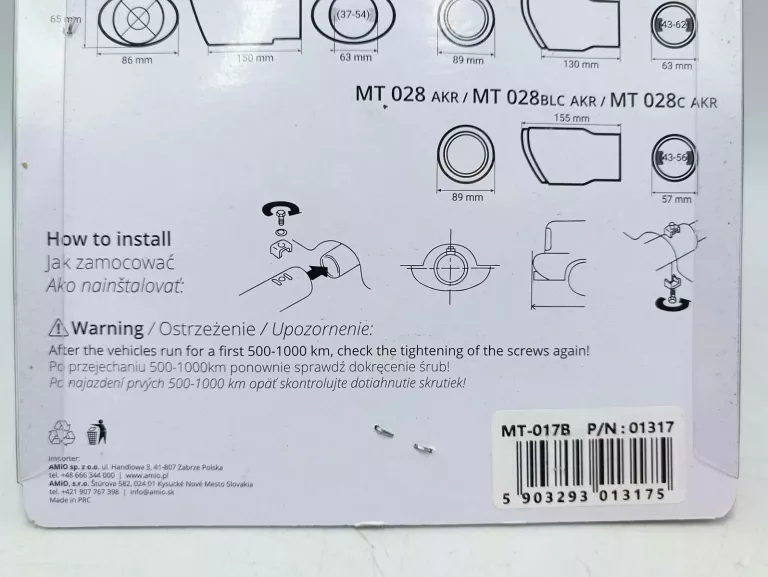 65 mm
(37-54)
43-62
86 mm
150 mm
63 mm
89 mm
130 mm
63 mm
MT 028 AKR / MT 028BLC AKR / MT 028C AKR
155 mm
43-56
89 mm
57 mm
How to install
Jak zamocować
Ako nainštalovať:
Warning / Ostrzeżenie / Upozornenie:
After the vehicles run for a first 500-1000 km, check the tightening of the screws again!
Po przejechaniu 500-1000km ponownie sprawdź dokręcenie śrub!
Po najazdení prvých 500-1000 km opäť skontrolujte dotiahnutie skrutiek!
Importer:
AMiO sp. z o.o. ul. Handlowa 3, 41-807 Zabrze Polska
tel. +48 666 344 000 | www.amio.pl
AMiO, s.r.o. Štúrova 582, 024 01 Kysucké Nové Mesto Slovakia
tel. +421 907 767 398 | info@amio.sk
Made in PRC
MT-017B P/N: 01317
5 903293 013175